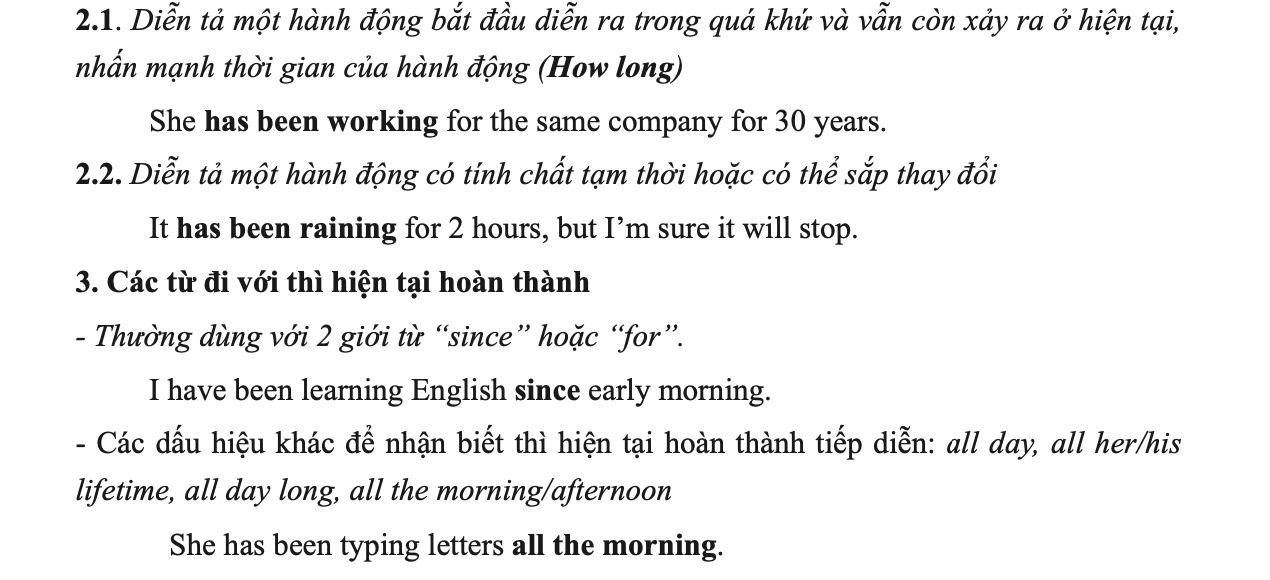 2.1. Diễn tả một hành động bắt đầu diễn ra trong quá khứ và vẫn còn xảy ra ở hiện tại,
nhấn mạnh thời gian của hành động (How long)
She has been working for the same company for 30 years.
2.2. Diễn tả một hành động có tính chất tạm thời hoặc có thể sắp thay đổi
It has been raining for 2 hours, but I’m sure it will stop.
3. Các từ đi với thì hiện tại hoàn thành
- Thường dùng với 2 giới từ “since” hoặc “for”.
I have been learning English since early morning.
- Các dấu hiệu khác để nhận biết thì hiện tại hoàn thành tiếp diễn: all day, all her/his
lifetime, all day long, all the morning/afternoon
She has been typing letters all the morning.